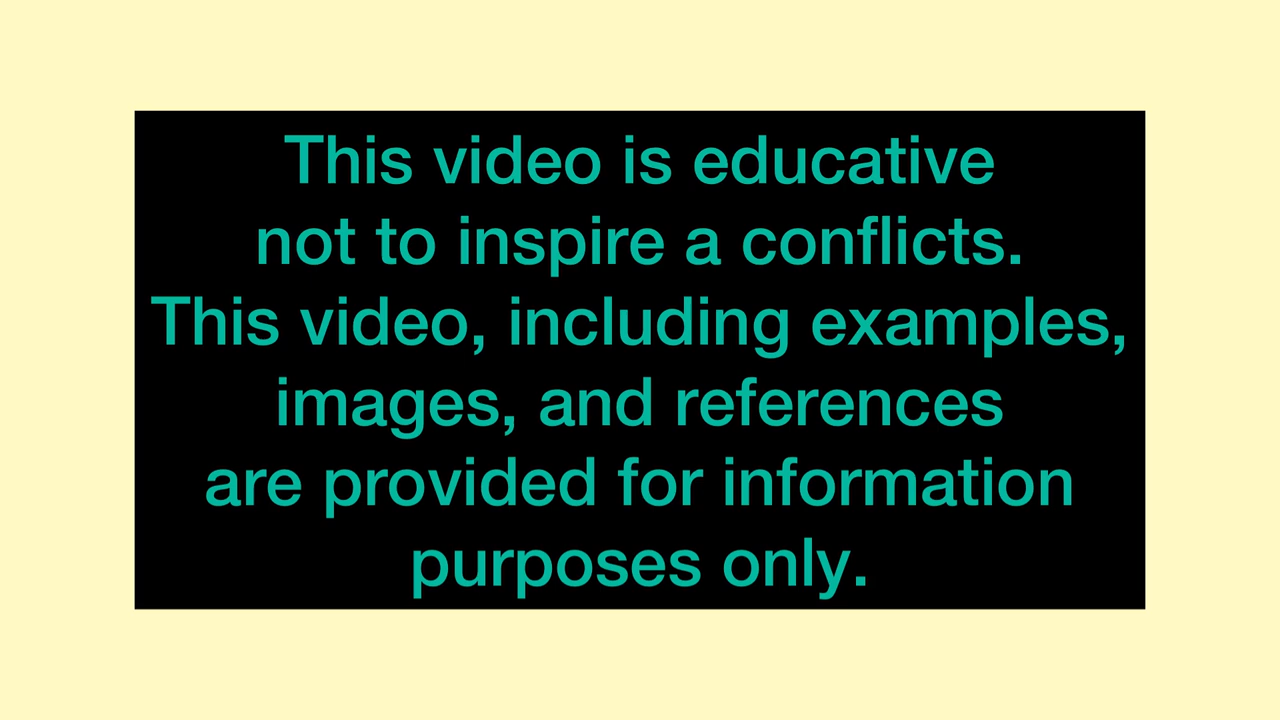 This video is educative
not to inspire a conflicts.
This video, including examples,
images, and references
are provided for information
purposes only.